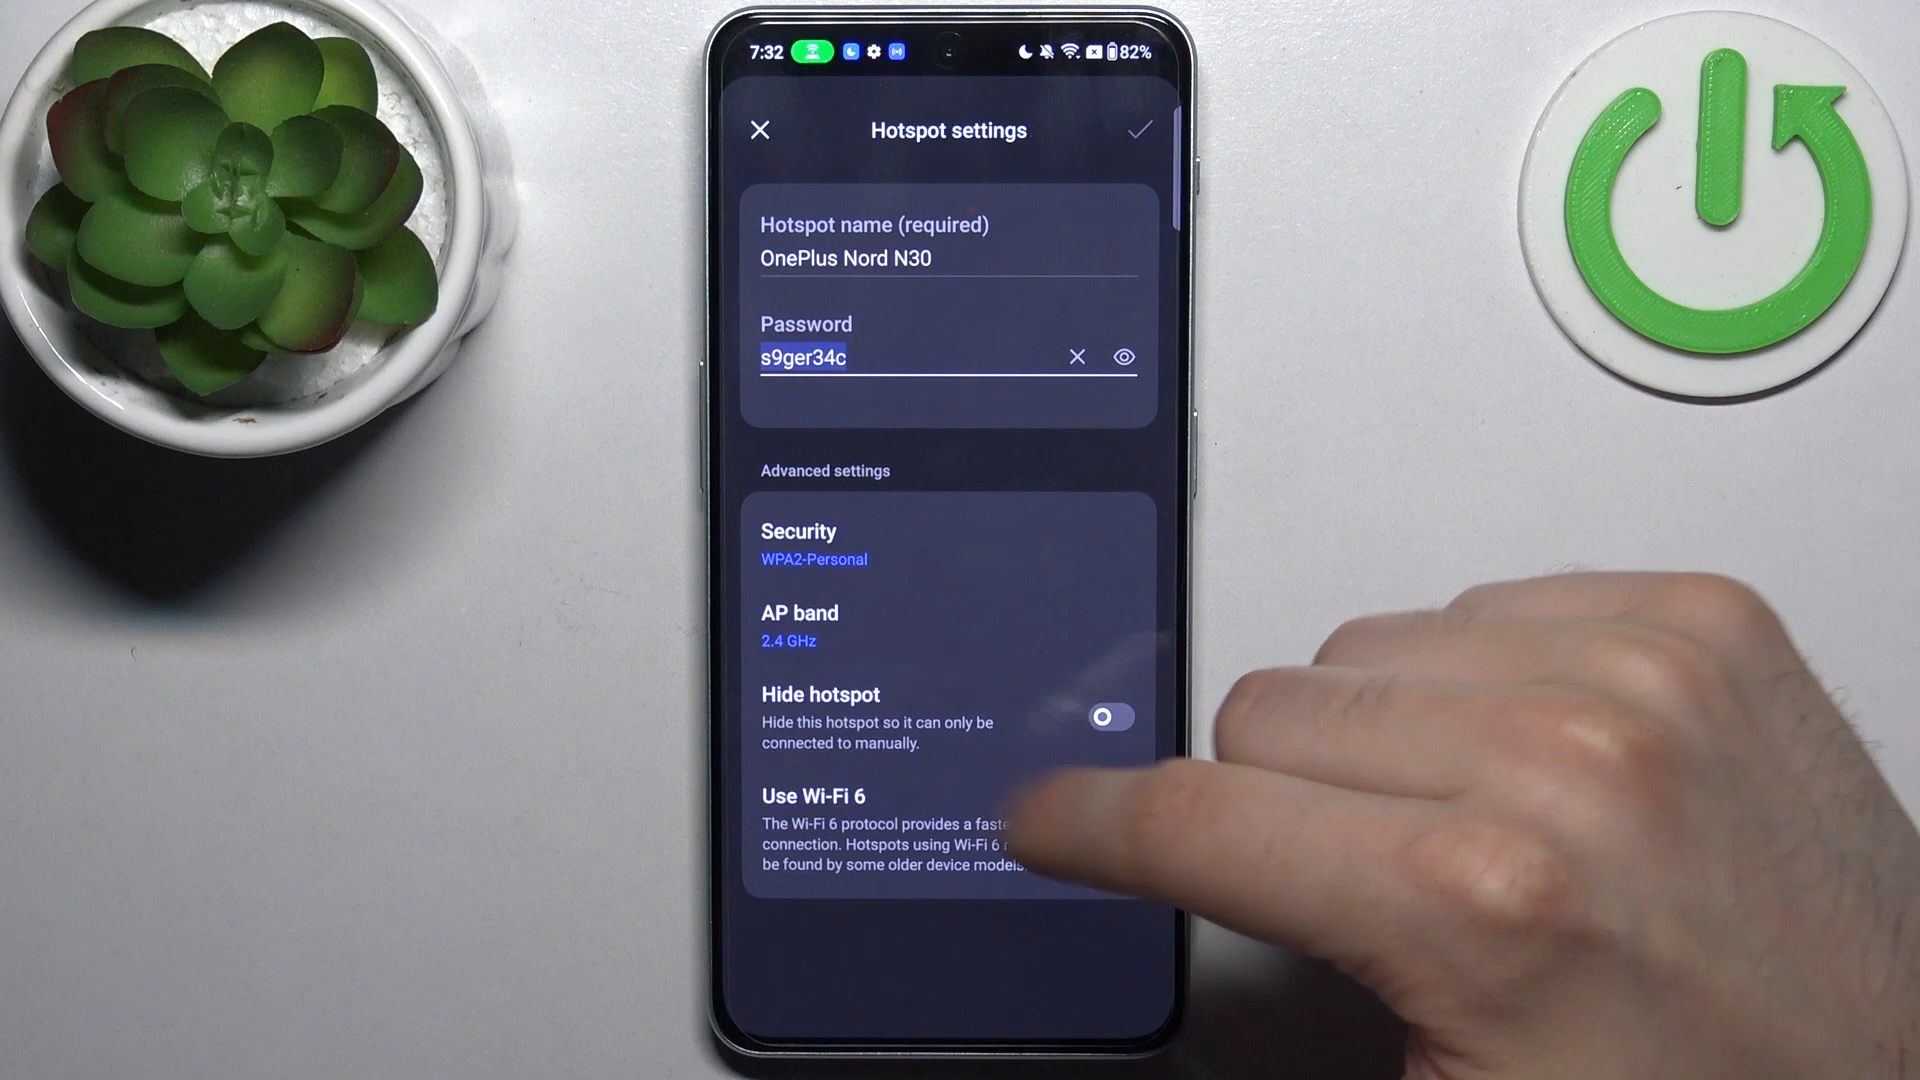 7:32
82%
Hotspot settings
Hotspot name (required)
OnePlus Nord N30
Password
s9ger34c
Advanced settings
Security
WPA2-Personal
AP band
2.4 GHz
Hide hotspot
Hide this hotspot so it can only be
connected to manually.
Use Wi-Fi 6
The Wi-Fi 6 protocol provides a
connection. Hotspots using Wi-Fi 6
be found by some older device models.